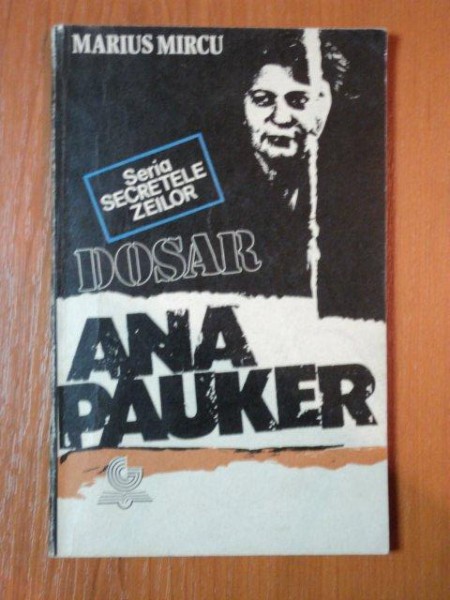 MARIUS MIRCU
Seria
SECRETELE
ZEILOR
DOSAR
ANA
PAUKER